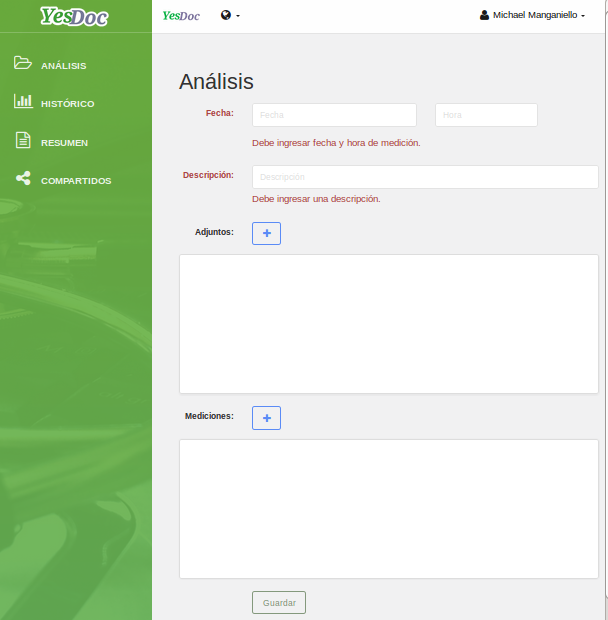 YesDoc
YesDoc
Michael Manganiello
ANÁLISIS
HISTÓRICO
RESUMEN
COMPARTIDOS
Análisis
Fecha:
Fecha
Hora
Debe ingresar fecha y hora de medición.
Descripción:
Descripción
Debe ingresar una descripción.
Adjuntos:
+
Mediciones:
+
Guardar